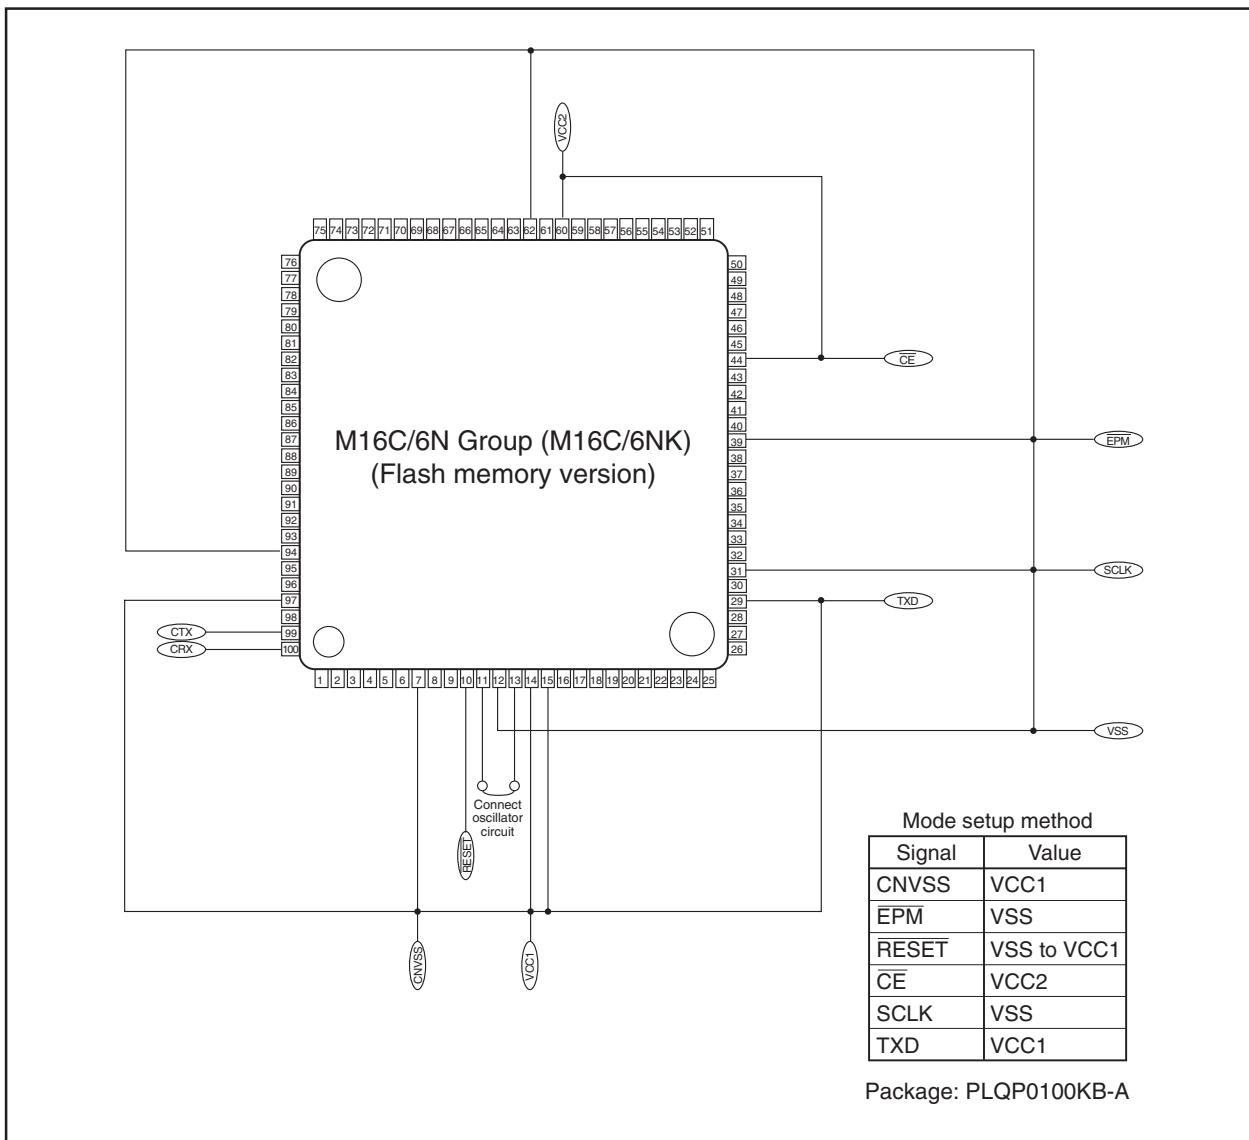 VCC2
75 74 73 72 71 70 69 68 67 66 65 64 63 62 61 60 59 58 57 56 55 54 53 52 51
76
77
78
79
80
81
82
83
84
85
86
87
88
89
90
91
92
93
94
95
96
97
98
99
100
50
49
48
47
46
45
44
43
42
41
40
39
38
37
36
35
34
33
32
31
30
29
28
27
26
M16C/6N Group (M16C/6NK)
(Flash memory version)
CE
EPM
SCLK
TXD
CTX
CRX
1 2 3 4 5 6 7 8 9 10 11 12 13 14 15 16 17 18 19 20 21 22 23 24 25
VSS
Connect
oscillator
circuit
RESET
CNVSS
VCC1
Mode setup method
Signal Value
CNVSS VCC1
EPM VSS
RESET VSS to VCC1
CE VCC2
SCLK VSS
TXD VCC1
Package: PLQP0100KB-A